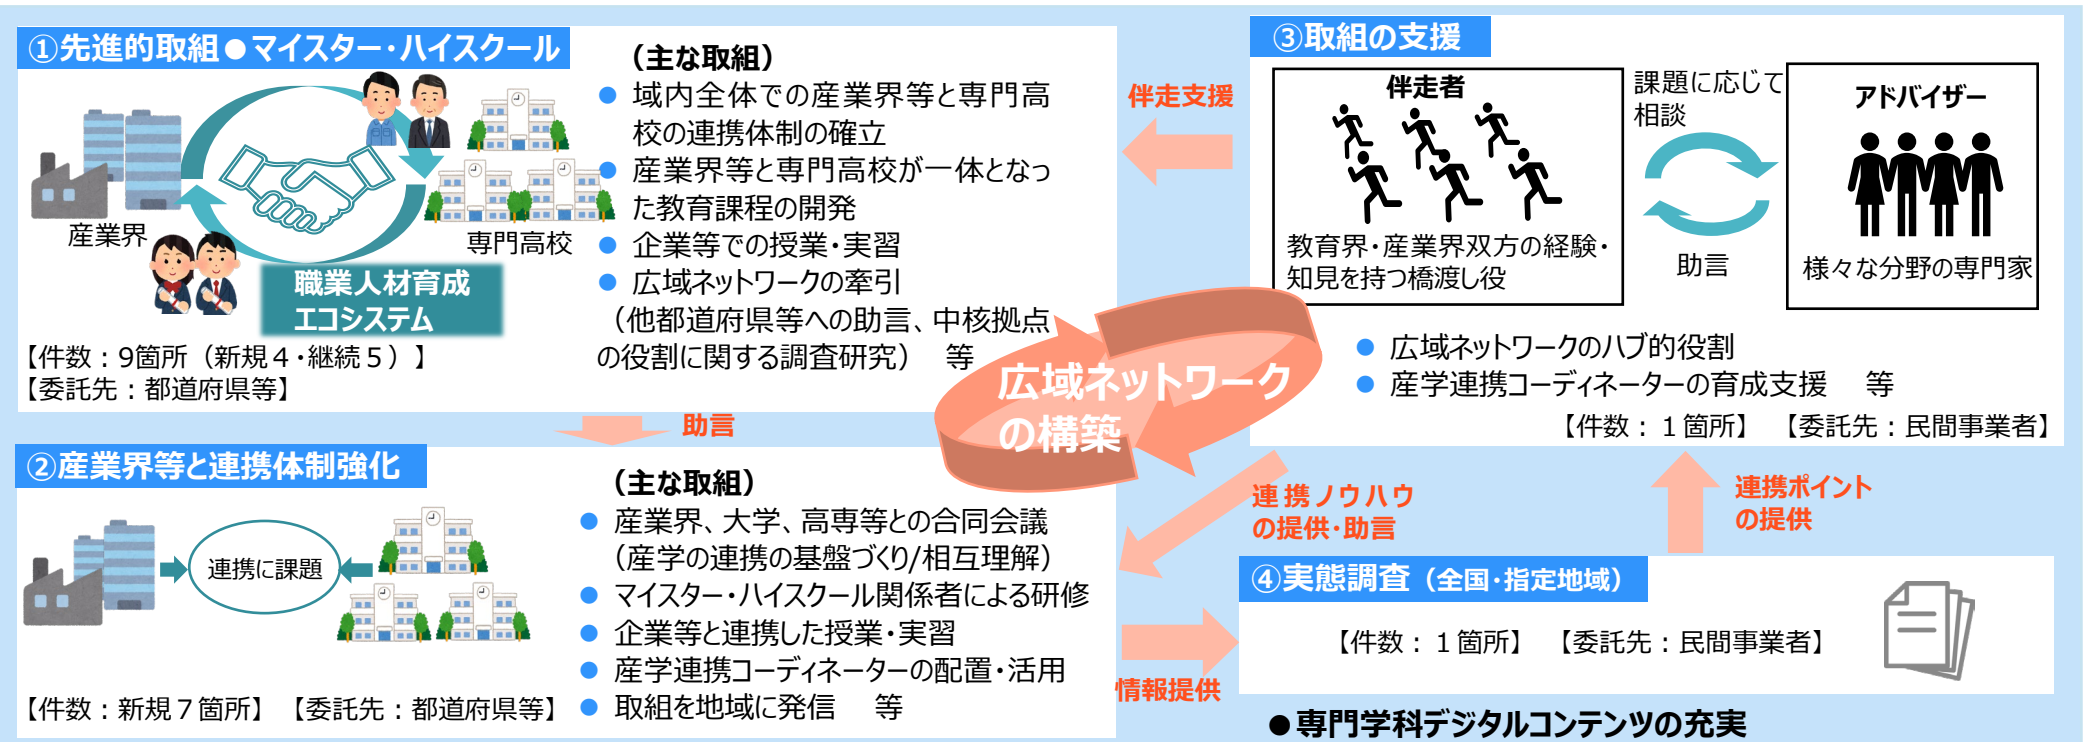 ①先進的取組●マイスター・ハイスクール
産業界
専門高校
職業人材育成
エコシステム
【件数：9箇所（新規４・継続５）】
【委託先：都道府県等】
（主な取組）
● 域内全体での産業界等と専門高
校の連携体制の確立
● 産業界等と専門高校が一体となっ
た教育課程の開発
● 企業等での授業・実習
● 広域ネットワークの牽引
（他都道府県等への助言、中核拠点
の役割に関する調査研究）　等
助言
②産業界等と連携体制強化
連携に課題
【件数：新規７箇所】 【委託先：都道府県等】
（主な取組）
● 産業界、大学、高専等との合同会議
（産学の連携の基盤づくり/相互理解）
● マイスター・ハイスクール関係者による研修
● 企業等と連携した授業・実習
● 産学連携コーディネーターの配置・活用
● 取組を地域に発信　等
広域ネットワーク
の構築
伴走支援
③取組の支援
伴走者
教育界・産業界双方の経験・
知見を持つ橋渡し役
課題に応じて
相談
助言
アドバイザー
様々な分野の専門家
● 広域ネットワークのハブ的役割
● 産学連携コーディネーターの育成支援　等
【件数：１箇所】 【委託先：民間事業者】
連携ノウハウ
の提供・助言
連携ポイント
の提供
情報提供
④実態調査（全国・指定地域）
【件数：１箇所】 【委託先：民間事業者】
●専門学科デジタルコンテンツの充実